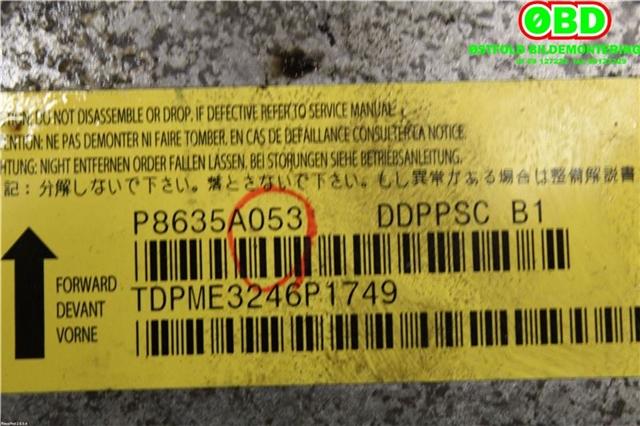 ØBD
ØSTFOLD BILDEMONTERING
DO NOT DISASSEMBLE OR DROP. IF DEFECTIVE REFER TO SERVICE MANUAL.
ENTION: NE PAS DEMONTER NI FAIRE TOMBER. EN CAS DE DEFAILLANCE CONSULTER LA NOTICE.
HTUNG: NIGHT ENTFERNEN ORDER FALLEN LASSEN. BEI STORUNGEN SIEHE BETRIEBSANLEITUNG.
記：分解しないで下さい。落とさないで下さい。もし異常がある場合は整備解説書
P8635A053 DDPPSC B1
FORWARD
DEVANT
VORNE
TDPME3246P1749